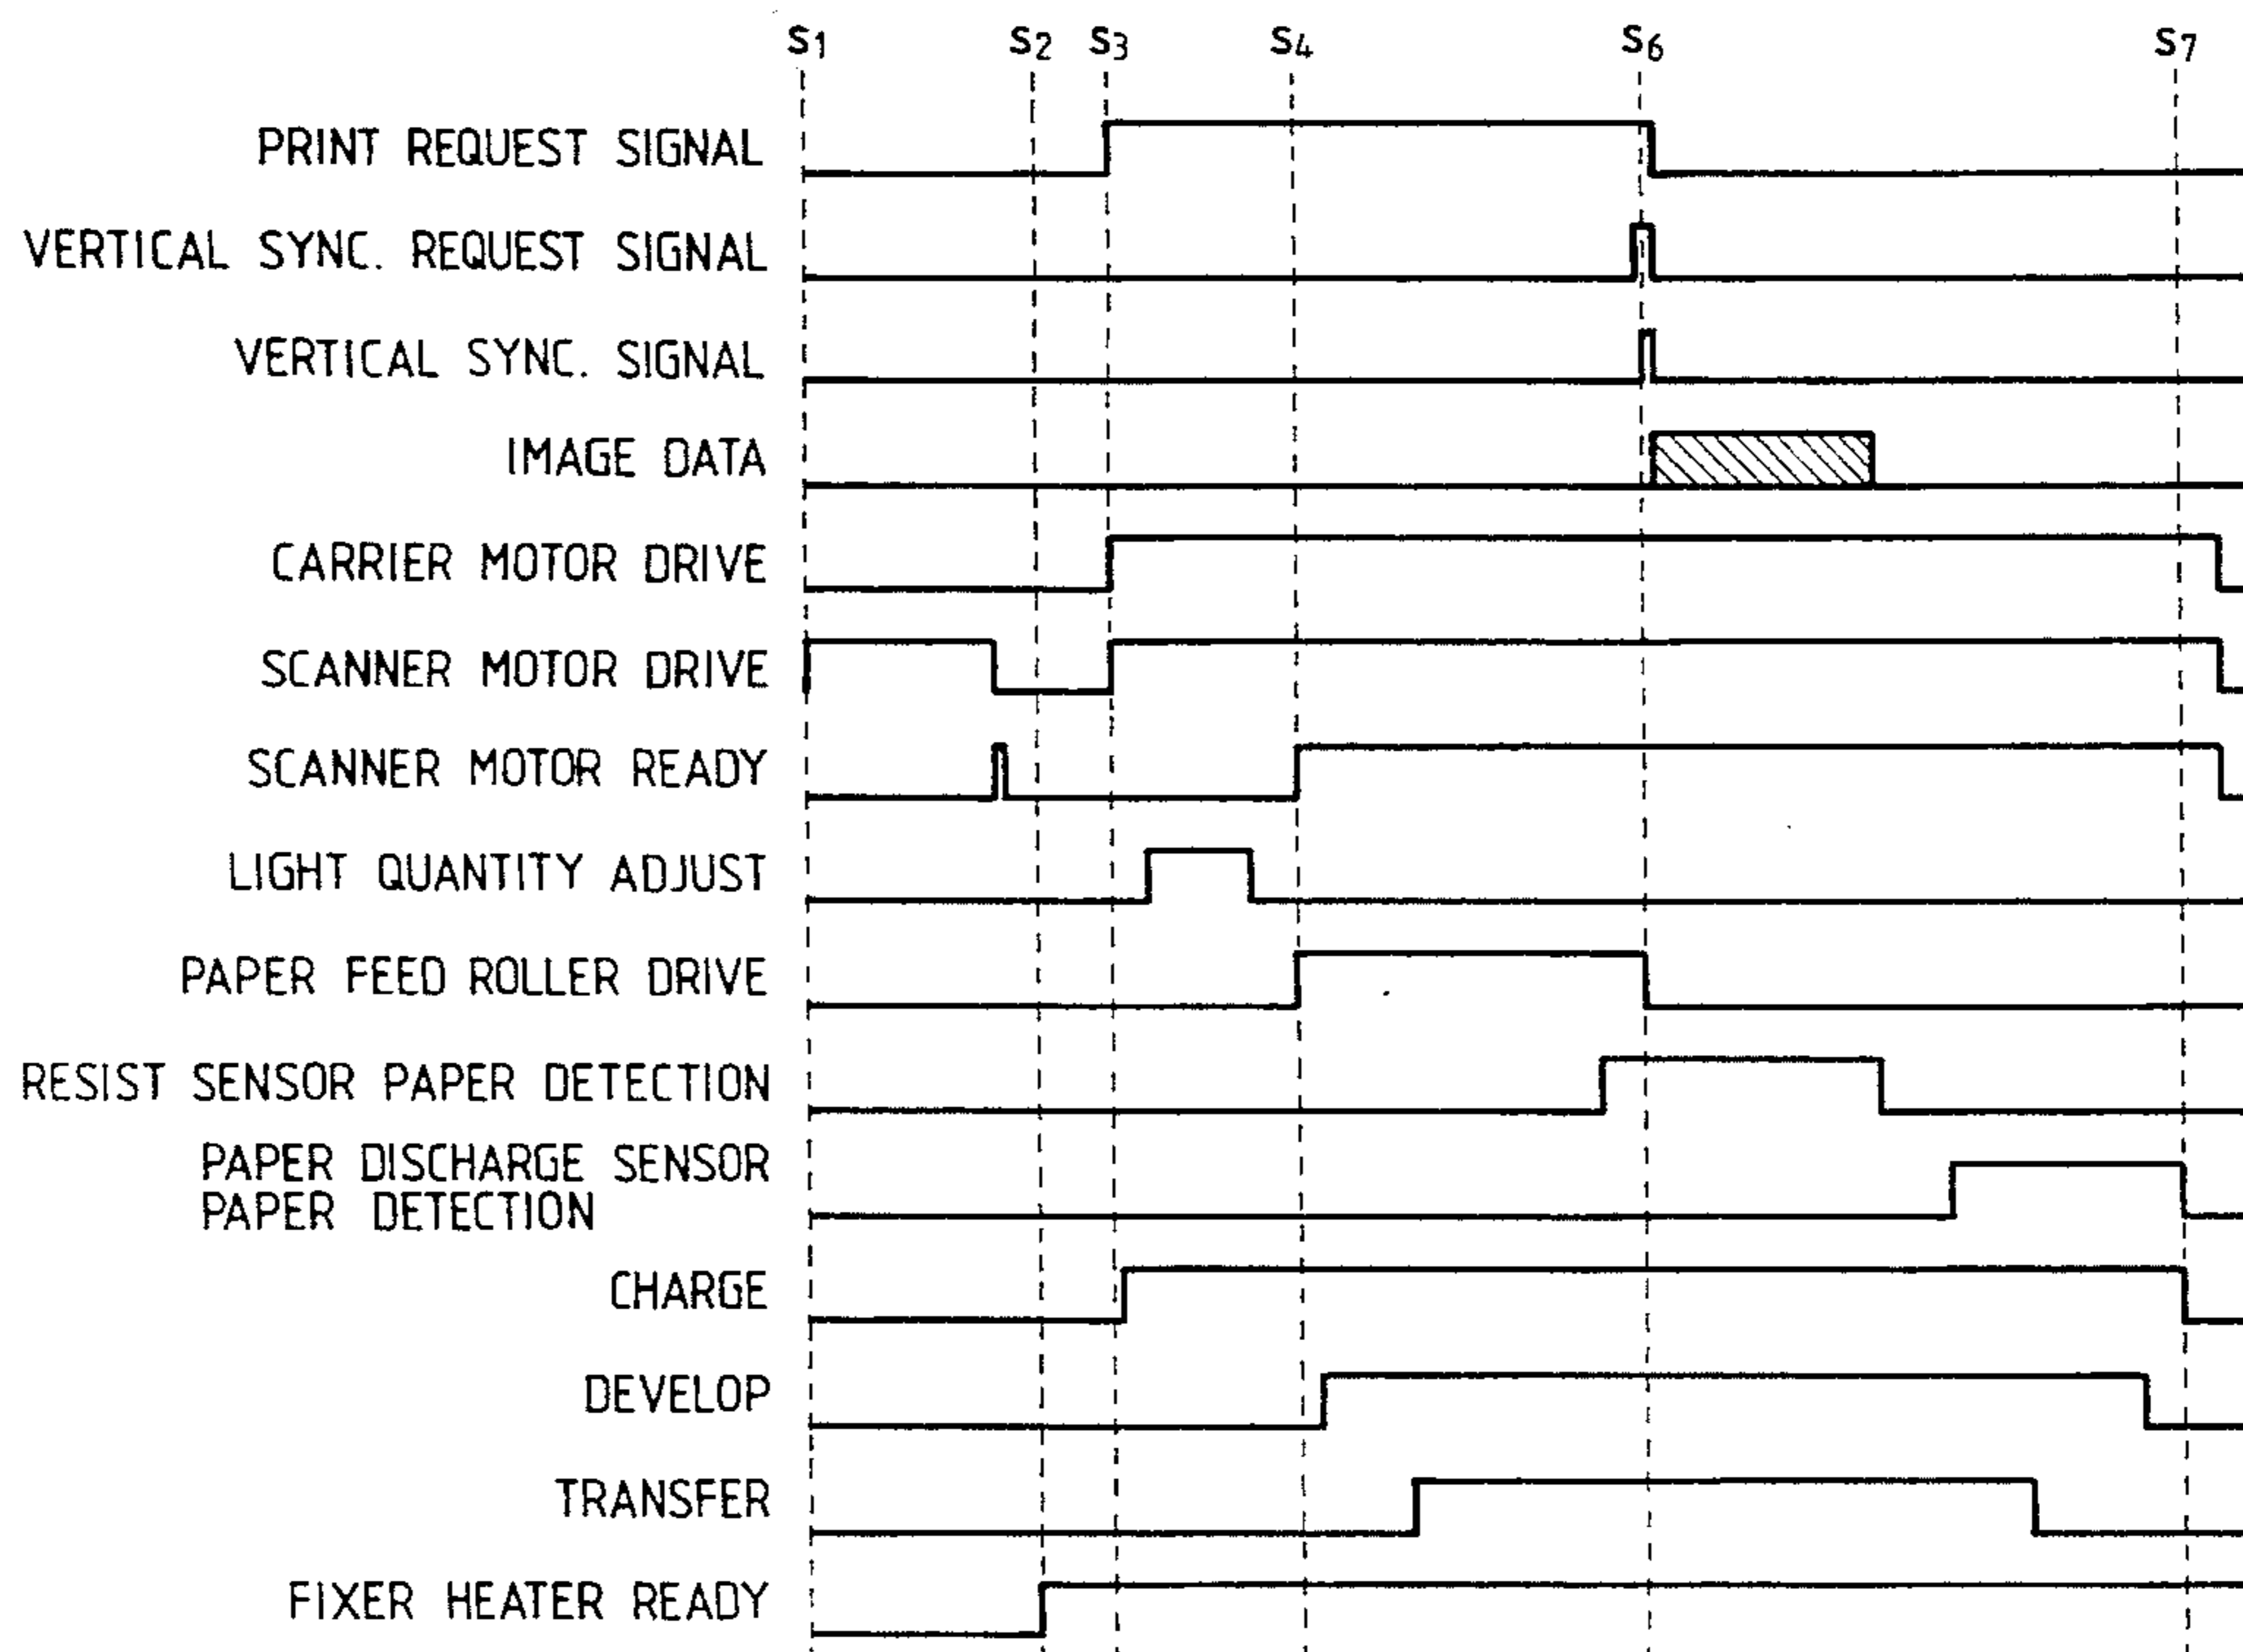 S1 S2 S3 S4 S6 S7
PRINT REQUEST SIGNAL
VERTICAL SYNC. REQUEST SIGNAL
VERTICAL SYNC. SIGNAL
IMAGE DATA
CARRIER MOTOR DRIVE
SCANNER MOTOR DRIVE
SCANNER MOTOR READY
LIGHT QUANTITY ADJUST
PAPER FEED ROLLER DRIVE
RESIST SENSOR PAPER DETECTION
PAPER DISCHARGE SENSOR
PAPER DETECTION
CHARGE
DEVELOP
TRANSFER
FIXER HEATER READY